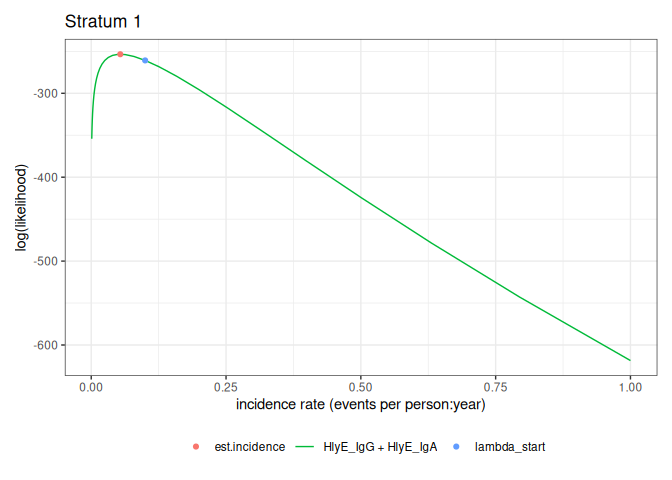 Stratum 1
log(likelihood)
-300
-400
-500
-600
0.00 0.25 0.50 0.75 1.00
incidence rate (events per person:year)
est.incidence HlyE_IgG + HlyE_IgA lambda_start